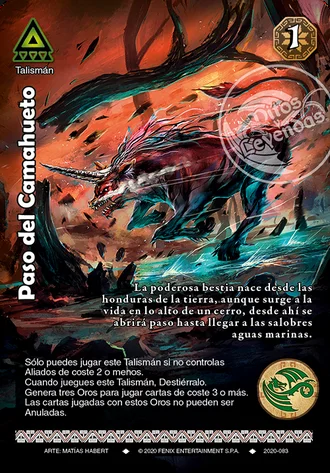 Talismán
1
Mitos y Leyendas
Paso del Camahueto
La poderosa bestia nace desde las
honduras de la tierra, aunque surge a la
vida en lo alto de un cerro, desde ahí se
abrirá paso hasta llegar a las salobres
aguas marinas.
Sólo puedes jugar este Talismán si no controlas
Aliados de coste 2 o menos.
Cuando juegues este Talismán, Destiérralo.
Genera tres Oros para jugar cartas de coste 3 o más.
Las cartas jugadas con estos Oros no pueden ser
Anuladas.
ARTE: MATÍAS HABERT
© 2020 FENIX ENTERTAINMENT S.P.A.
2020-083